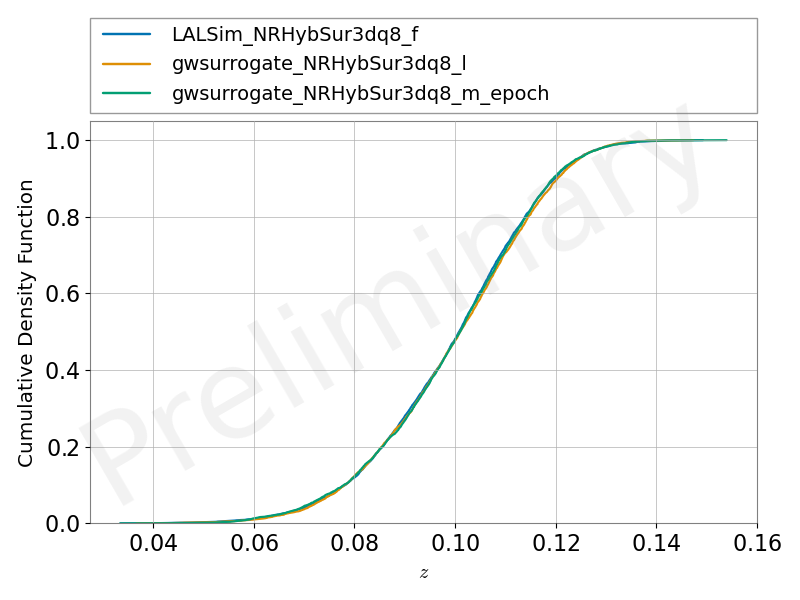 LALSim_NRHybSur3dq8_f
gwsurrogate_NRHybSur3dq8_l
gwsurrogate_NRHybSur3dq8_m_epoch
Preliminary
Cumulative Density Function
1.0
0.8
0.6
0.4
0.2
0.0
0.04 0.06 0.08 0.10 0.12 0.14 0.16
z